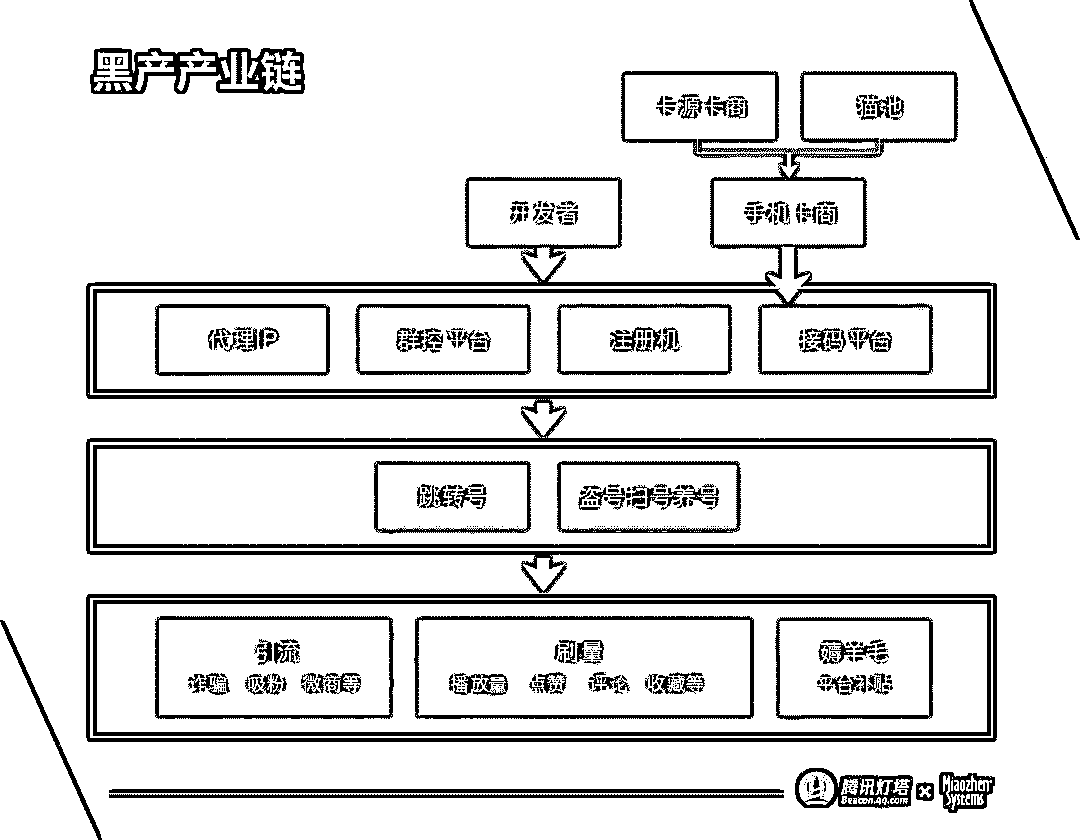 黑产产业链
卡源卡商 猫池
开发者 手机卡商
代理IP 群控平台 注册机 接码平台
跳转号 盗号扫号养号
引流 刷量 薅羊毛
诈骗 吸粉 微商等 播放量 点赞 评论 收藏等 平台补贴
腾讯灯塔 × Miaozhen
Beacon.qq.com Systems